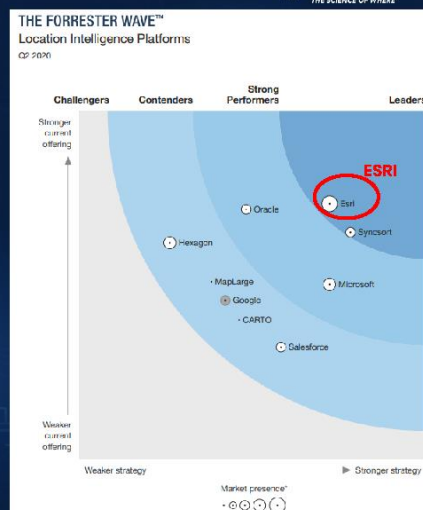 THE SCIENCE OF WHERE
THE FORRESTER WAVE™
Location Intelligence Platforms
Q2 2020
Challengers
Contenders
Strong
Performers
Leaders
Stronger
current
offering
ESRI
Esri
Oracle
Syncsort
Hexagon
MapLarge
Microsoft
Google
CARTO
Salesforce
Weaker
current
offering
Weaker strategy
Stronger strategy
Market presence*